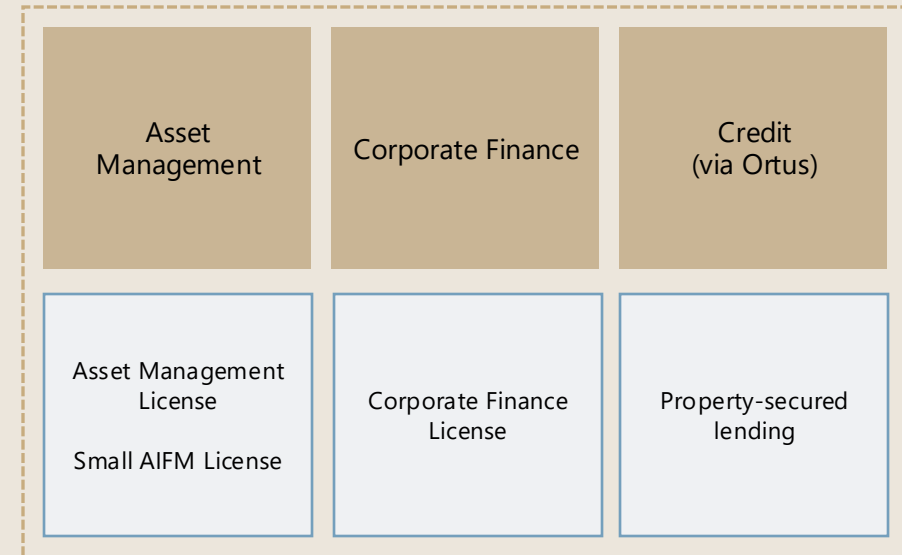 Asset
Management
Corporate Finance
Credit
(via Ortus)
Asset Management
License
Small AIFM License
Corporate Finance
License
Property-secured
lending